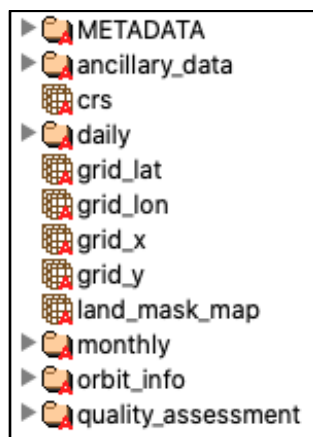 METADATA
ancillary_data
crs
daily
grid_lat
grid_lon
grid_x
grid_y
land_mask_map
monthly
orbit_info
quality_assessment